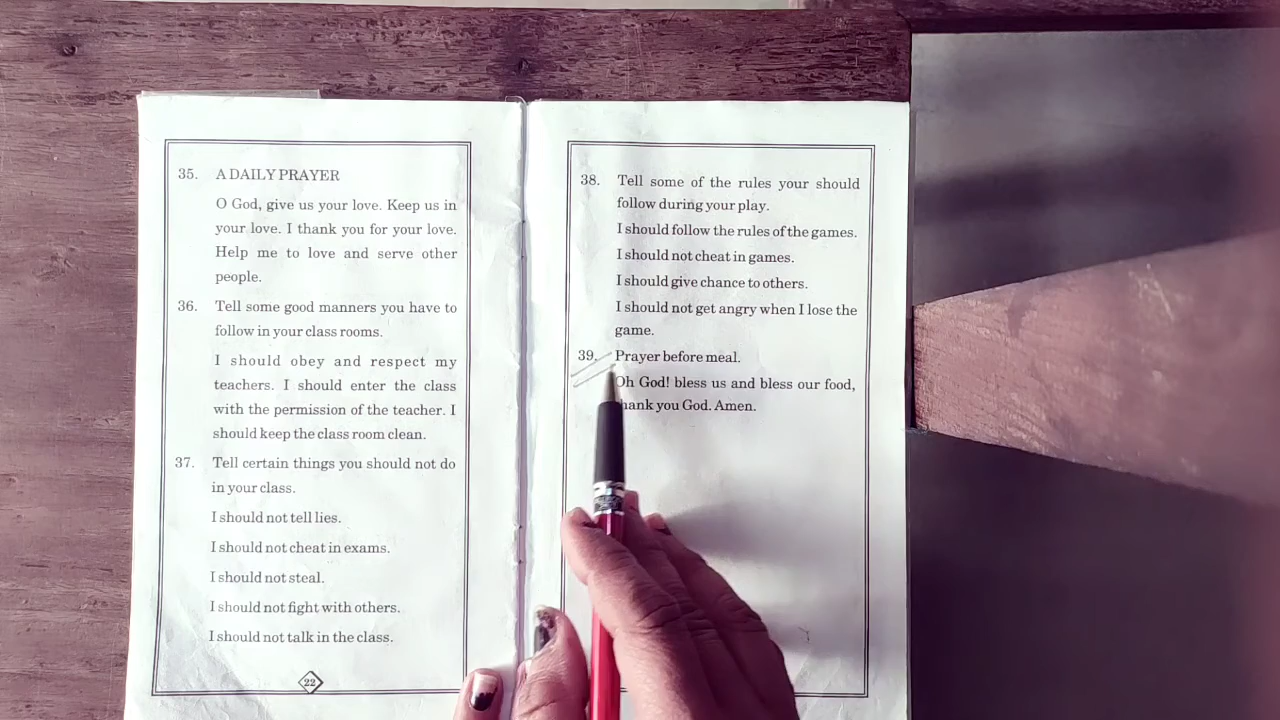 35. A DAILY PRAYER
O God, give us your love. Keep us in
your love. I thank you for your love.
Help me to love and serve other
people.
36. Tell some good manners you have to
follow in your class rooms.
I should obey and respect my
teachers. I should enter the class
with the permission of the teacher. I
should keep the class room clean.
37. Tell certain things you should not do
in your class.
I should not tell lies.
I should not cheat in exams.
I should not steal.
I should not fight with others.
I should not talk in the class.
22
38. Tell some of the rules your should
follow during your play.
I should follow the rules of the games.
I should not cheat in games.
I should give chance to others.
I should not get angry when I lose the
game.
39. Prayer before meal.
Oh God! bless us and bless our food,
hank you God. Amen.